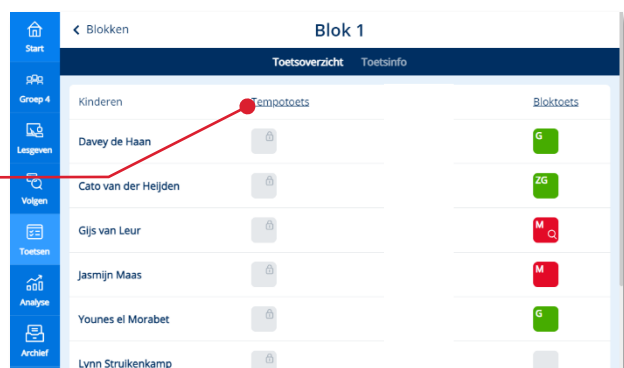 Start
Groep 4
Lesgeven
Volgen
Toetsen
Analyse
Archief
Blokken
Blok 1
Toetsoverzicht Toetsinfo
Kinderen Tempotoets Bloktoets
Davey de Haan G
Cato van der Heijden ZG
Gijs van Leur M
Jasmijn Maas M
Younes el Morabet G
Lynn Struikenkamp